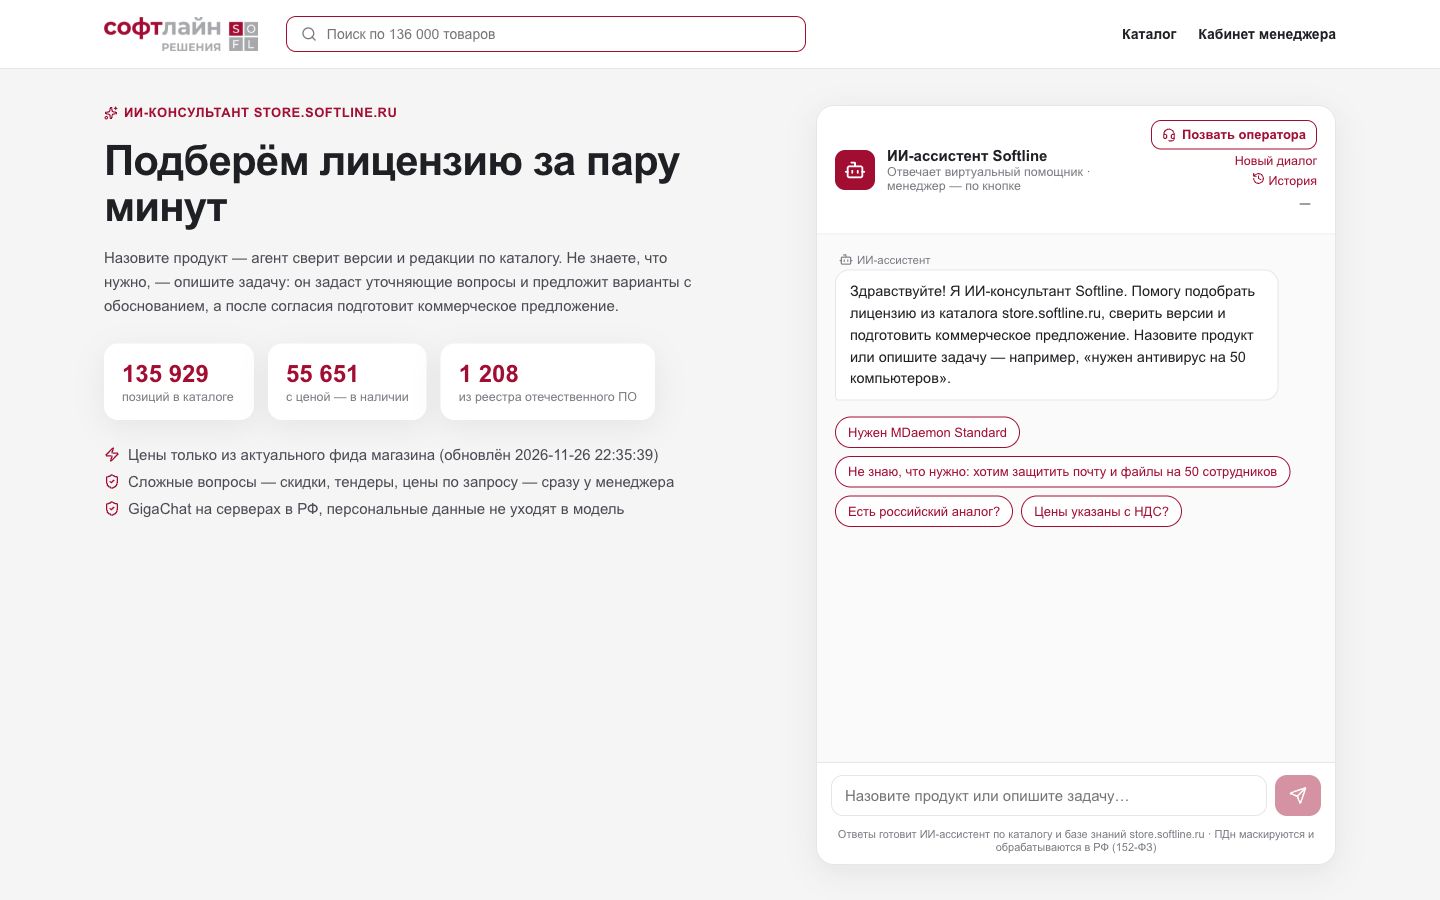 софтлайн
РЕШЕНИЯ
S O
F L
Поиск по 136 000 товаров
Каталог
Кабинет менеджера
ИИ-КОНСУЛЬТАНТ STORE.SOFTLINE.RU
Подберём лицензию за пару
минут
Назовите продукт — агент сверит версии и редакции по каталогу. Не знаете, что
нужно, — опишите задачу: он задаст уточняющие вопросы и предложит варианты с
обоснованием, а после согласия подготовит коммерческое предложение.
135 929
позиций в каталоге
55 651
с ценой — в наличии
1 208
из реестра отечественного ПО
Цены только из актуального фида магазина (обновлён 2026-11-26 22:35:39)
Сложные вопросы — скидки, тендеры, цены по запросу — сразу у менеджера
GigaChat на серверах в РФ, персональные данные не уходят в модель
ИИ-ассистент Softline
Отвечает виртуальный помощник ·
менеджер — по кнопке
Позвать оператора
Новый диалог
История
—
ИИ-ассистент
Здравствуйте! Я ИИ-консультант Softline. Помогу подобрать
лицензию из каталога store.softline.ru, сверить версии и
подготовить коммерческое предложение. Назовите продукт
или опишите задачу — например, «нужен антивирус на 50
компьютеров».
Нужен MDaemon Standard
Не знаю, что нужно: хотим защитить почту и файлы на 50 сотрудников
Есть российский аналог?
Цены указаны с НДС?
Назовите продукт или опишите задачу…
Ответы готовит ИИ-ассистент по каталогу и базе знаний store.softline.ru · ПДн маскируются и
обрабатываются в РФ (152-ФЗ)